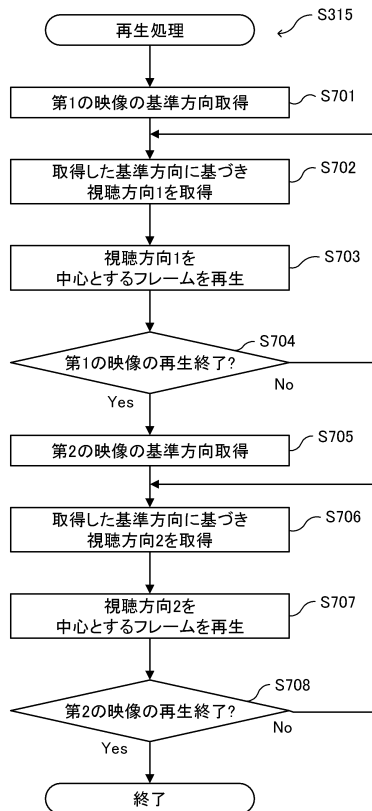 再生処理
S315
第1の映像の基準方向取得
S701
取得した基準方向に基づき
視聴方向1を取得
S702
視聴方向1を
中心とするフレームを再生
S703
第1の映像の再生終了?
S704
No
Yes
第2の映像の基準方向取得
S705
取得した基準方向に基づき
視聴方向2を取得
S706
視聴方向2を
中心とするフレームを再生
S707
第2の映像の再生終了?
S708
No
Yes
終了